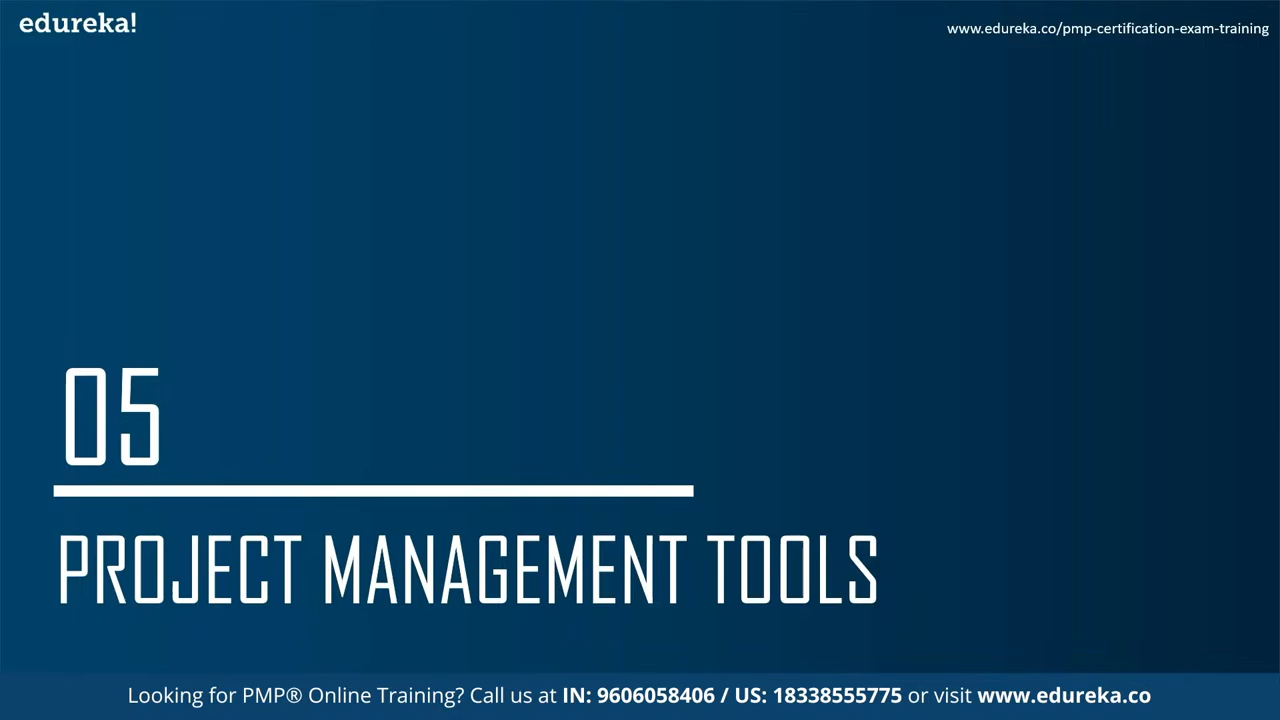 edureka!
www.edureka.co/pmp-certification-exam-training
05
PROJECT MANAGEMENT TOOLS
Looking for PMP® Online Training? Call us at IN: 9606058406 / US: 18338555775 or visit www.edureka.co